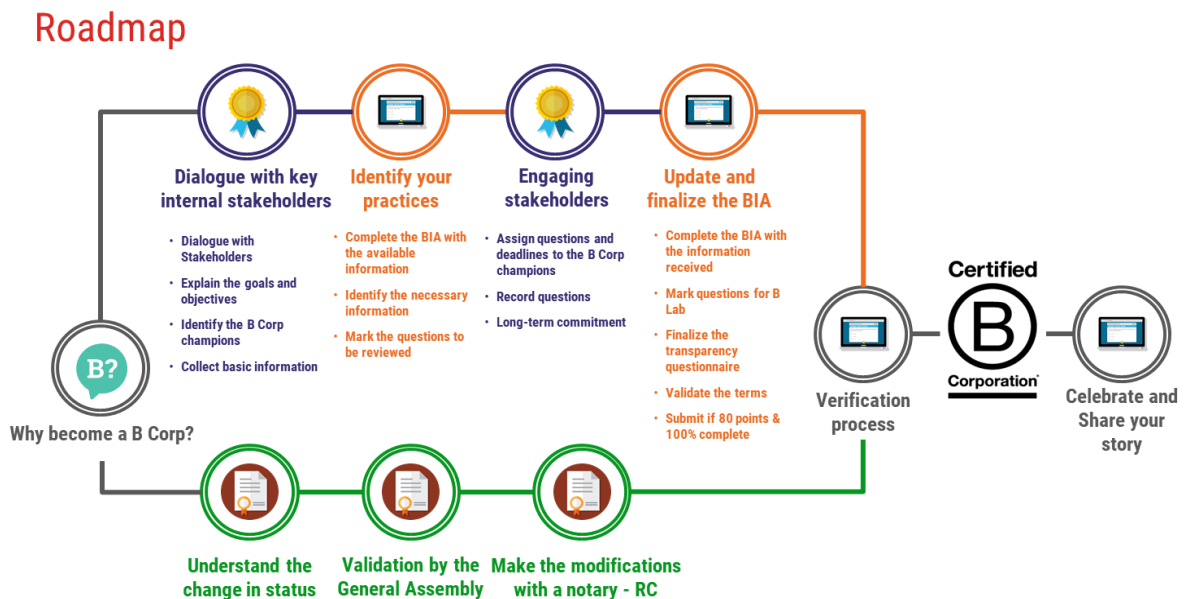 Roadmap
B?
Why become a B Corp?
Dialogue with key
internal stakeholders
• Dialogue with
Stakeholders
• Explain the goals and
objectives
• Identify the B Corp
champions
• Collect basic information
Identify your
practices
• Complete the BIA with
the available
information
• Identify the necessary
information
• Mark the questions to
be reviewed
Engaging
stakeholders
• Assign questions and
deadlines to the B Corp
champions
• Record questions
• Long-term commitment
Update and
finalize the BIA
• Complete the BIA with
the information
received
• Mark questions for B
Lab
• Finalize the
transparency
questionnaire
• Validate the terms
• Submit if 80 points &
100% complete
Understand the
change in status
Validation by the
General Assembly
Make the modifications
with a notary - RC
Verification
process
Certified
B
Corporation
Celebrate and
Share your
story